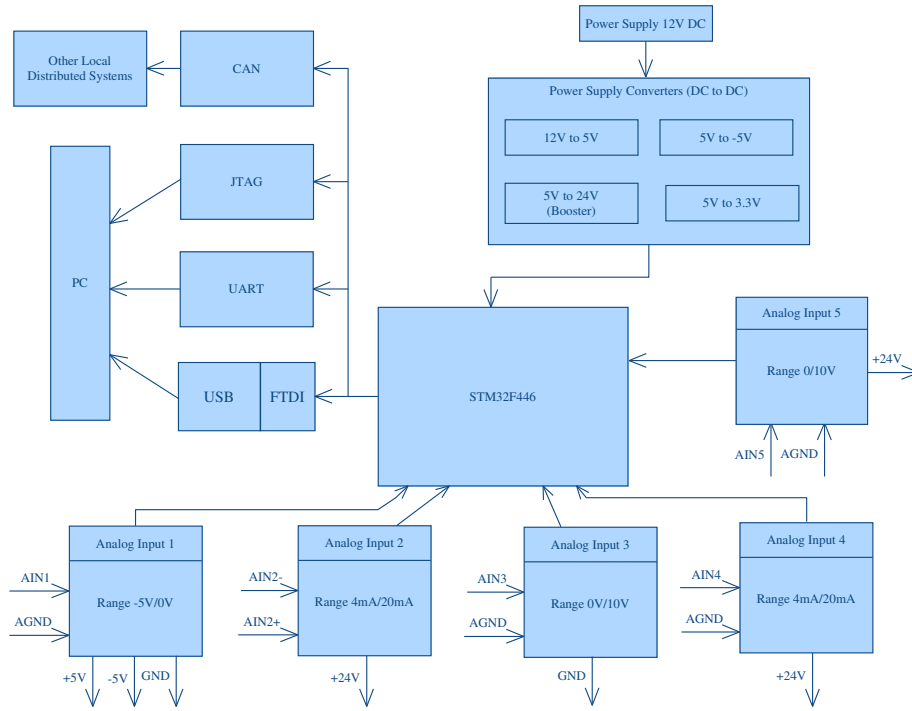 Power Supply 12V DC
Other Local
Distributed Systems
CAN
Power Supply Converters (DC to DC)
12V to 5V
5V to -5V
5V to 24V
(Booster)
5V to 3.3V
JTAG
PC
UART
USB
FTDI
STM32F446
Analog Input 5
Range 0/10V
+24V
AIN5
AGND
Analog Input 1
Range -5V/0V
AIN1
AGND
+5V
-5V
GND
Analog Input 2
Range 4mA/20mA
AIN2-
AIN2+
+24V
Analog Input 3
Range 0V/10V
AIN3
AGND
GND
Analog Input 4
Range 4mA/20mA
AIN4
AGND
+24V